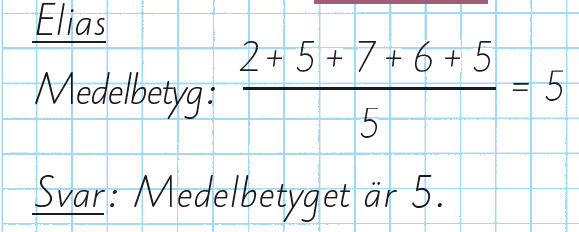 Elias
Medelbetyg: (2 + 5 + 7 + 6 + 5) / 5 = 5
Svar: Medelbetyget är 5.